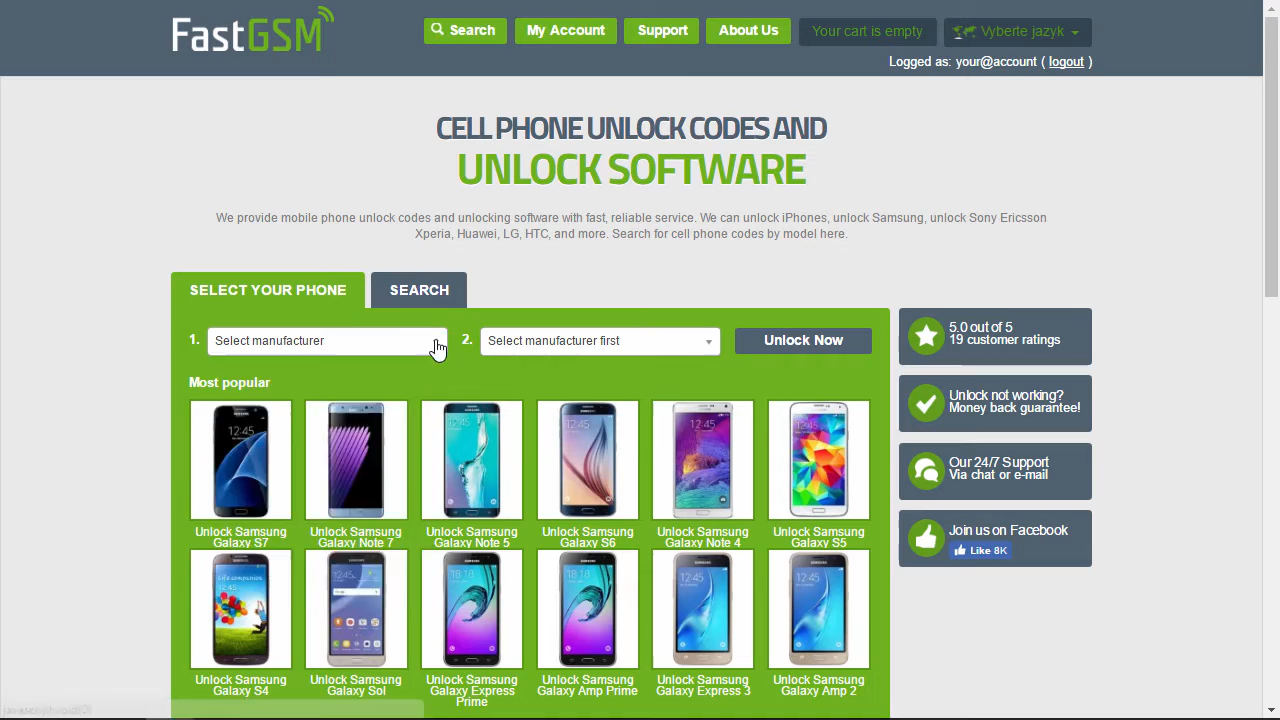 FastGSM
Search
My Account
Support
About Us
Your cart is empty
Vyberte jazyk
Logged as: your@account ( logout )
CELL PHONE UNLOCK CODES AND
UNLOCK SOFTWARE
We provide mobile phone unlock codes and unlocking software with fast, reliable service. We can unlock iPhones, unlock Samsung, unlock Sony Ericsson
Xperia, Huawei, LG, HTC, and more. Search for cell phone codes by model here.
SELECT YOUR PHONE
SEARCH
1. Select manufacturer
2. Select manufacturer first
Unlock Now
Most popular
Unlock Samsung
Galaxy S7
Unlock Samsung
Galaxy Note 7
Unlock Samsung
Galaxy Note 5
Unlock Samsung
Galaxy S6
Unlock Samsung
Galaxy Note 4
Unlock Samsung
Galaxy S5
Unlock Samsung
Galaxy S4
Unlock Samsung
Galaxy Sol
Unlock Samsung
Galaxy Express
Prime
Unlock Samsung
Galaxy Amp Prime
Unlock Samsung
Galaxy Express 3
Unlock Samsung
Galaxy Amp 2
5.0 out of 5
19 customer ratings
Unlock not working?
Money back guarantee!
Our 24/7 Support
Via chat or e-mail
Join us on Facebook
Like 8K